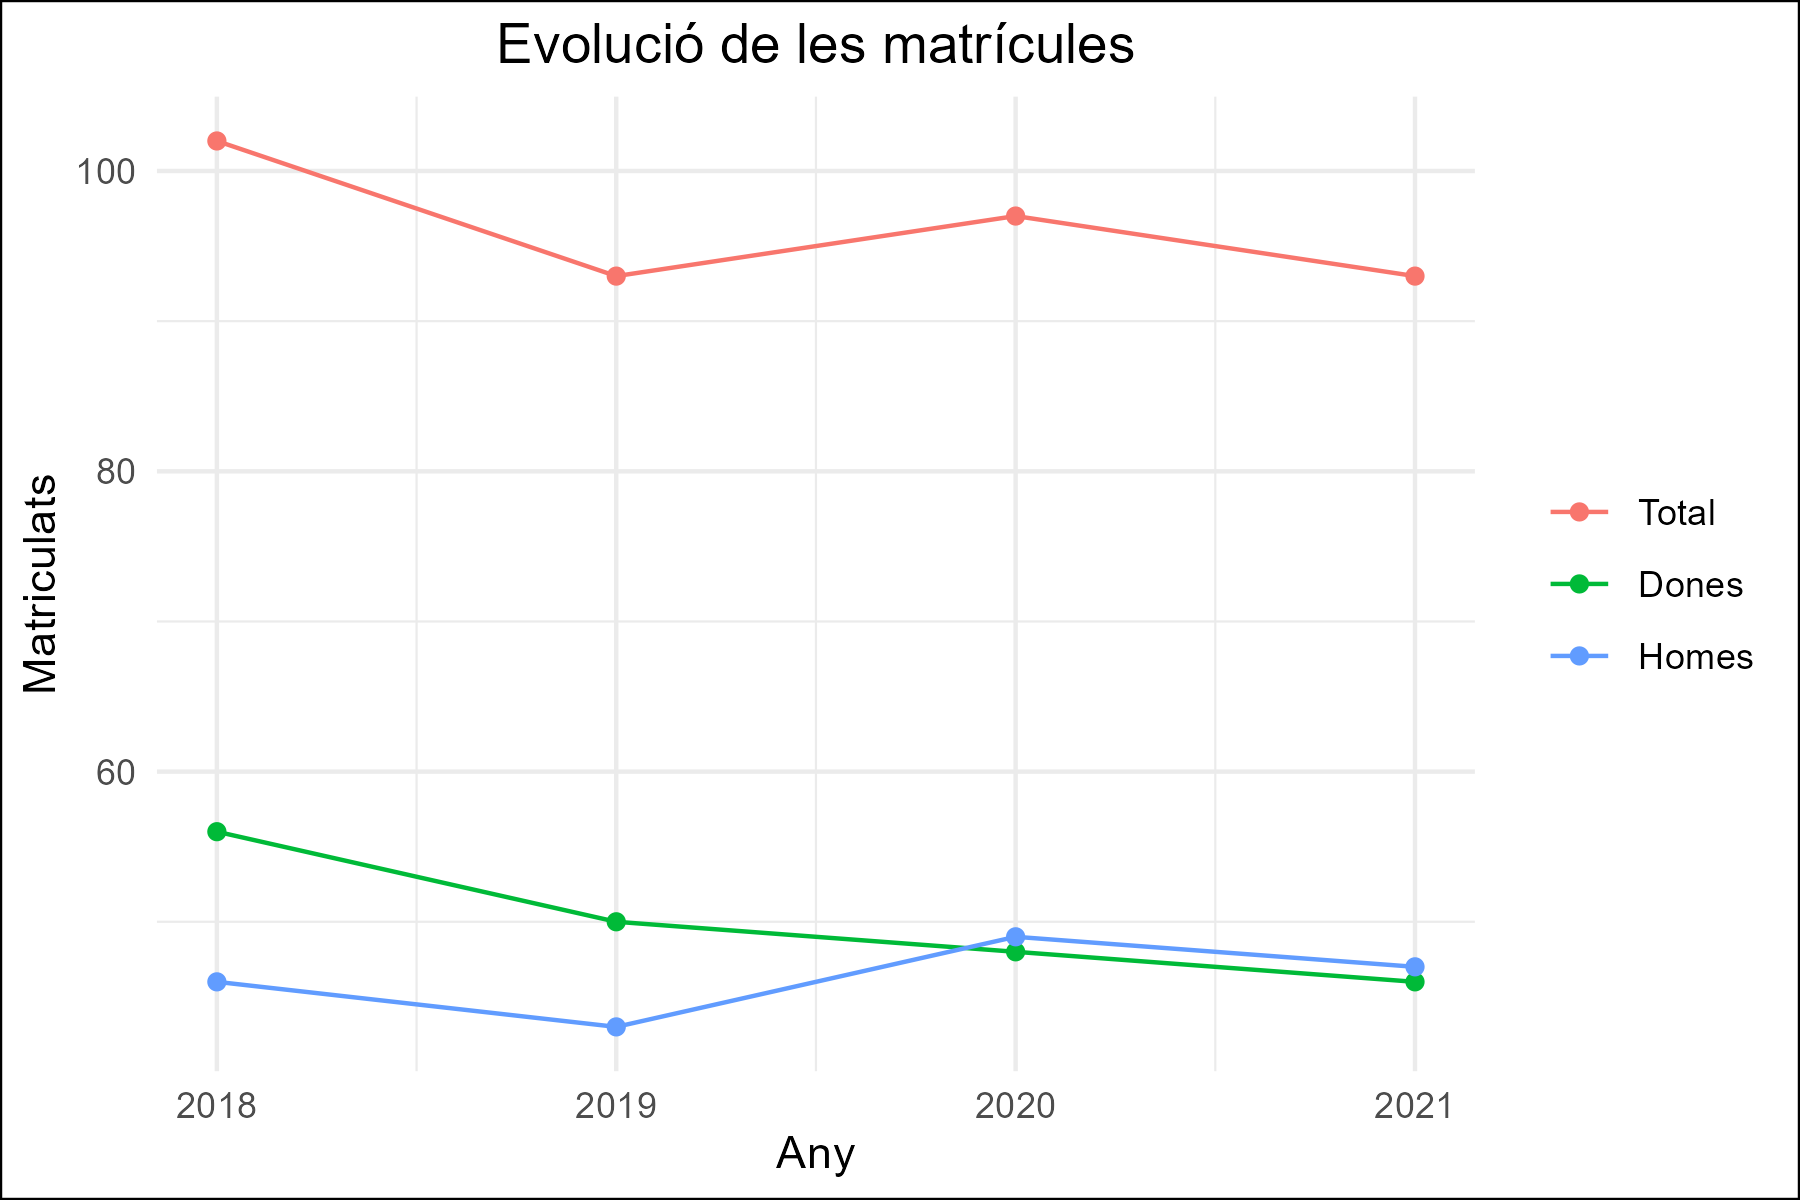 Evolució de les matrícules
Matriculats
100
80
60
2018 2019 2020 2021
Any
Total
Dones
Homes